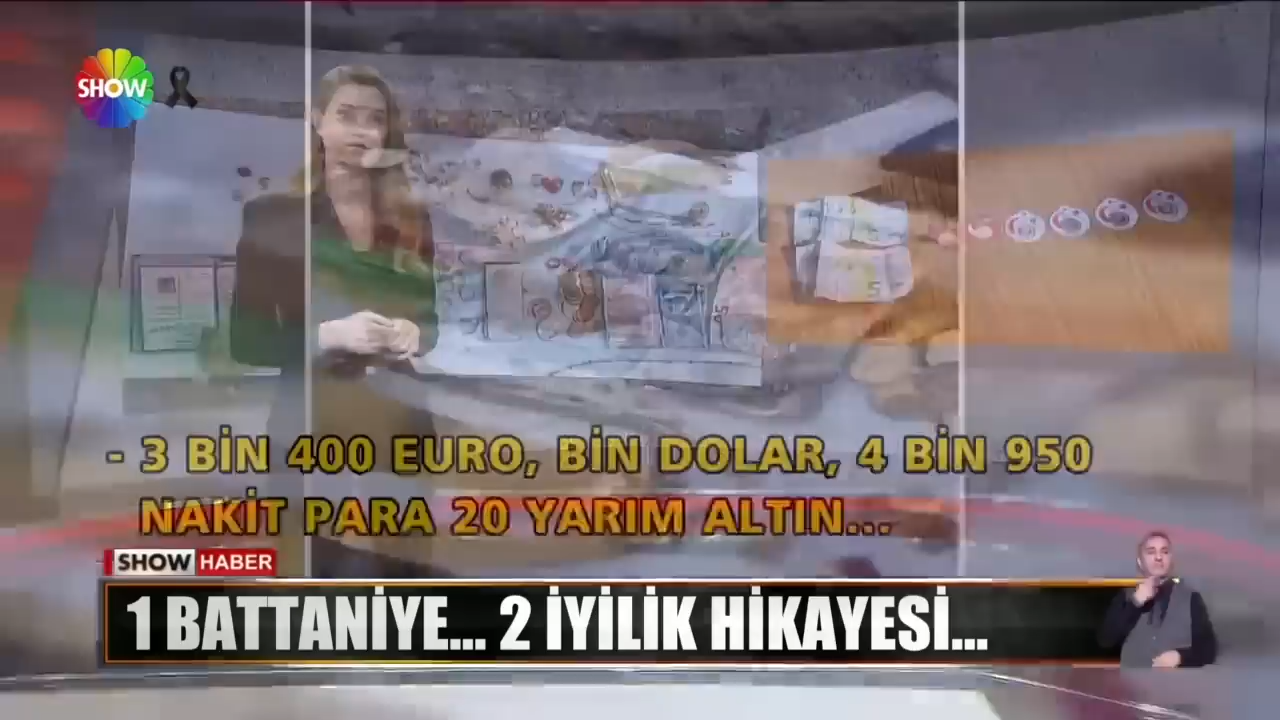 SHOW
- 3 BİN 400 EURO, BİN DOLAR, 4 BİN 950
NAKİT PARA 20 YARIM ALTIN...
SHOW HABER
1 BATTANİYE... 2 İYİLİK HİKAYESİ...